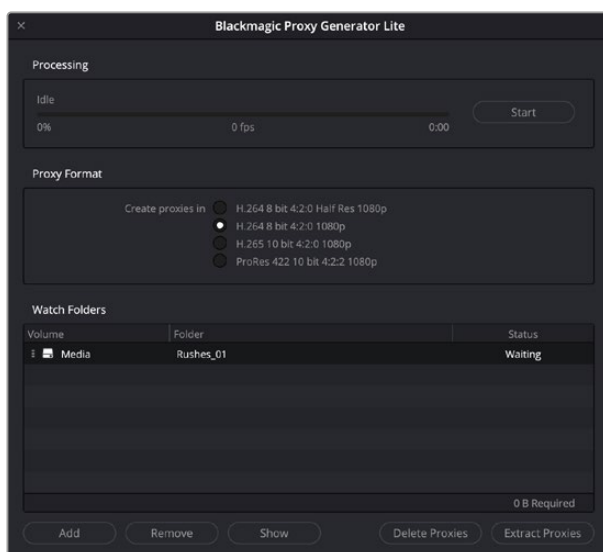 Blackmagic Proxy Generator Lite
Processing
Idle
Start
0% 0 fps 0:00
Proxy Format
Create proxies in H.264 8 bit 4:2:0 Half Res 1080p
H.264 8 bit 4:2:0 1080p
H.265 10 bit 4:2:0 1080p
ProRes 422 10 bit 4:2:2 1080p
Watch Folders
Volume Folder Status
Media Rushes_01 Waiting
0 B Required
Add Remove Show Delete Proxies Extract Proxies